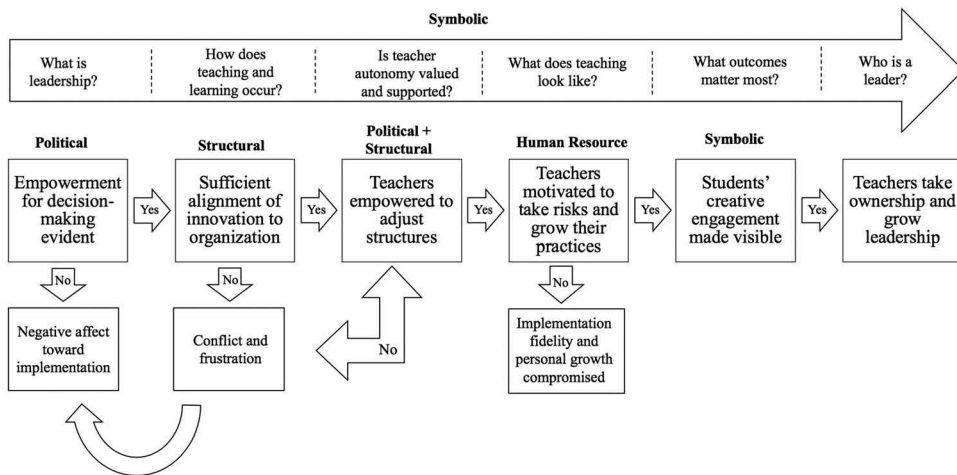 Symbolic
What is
leadership?
How does
teaching and
learning occur?
Is teacher
autonomy valued
and supported?
What does teaching
look like?
What outcomes
matter most?
Who is a
leader?
Political
Structural
Political +
Structural
Human Resource
Symbolic
Empowerment
for decision-
making
evident
Yes
Sufficient
alignment of
innovation to
organization
Yes
Teachers
empowered to
adjust
structures
Yes
Teachers
motivated to
take risks and
grow their
practices
Yes
Students'
creative
engagement
made visible
Yes
Teachers take
ownership and
grow
leadership
No
No
No
No
Negative affect
toward
implementation
Conflict and
frustration
Implementation
fidelity and
personal growth
compromised